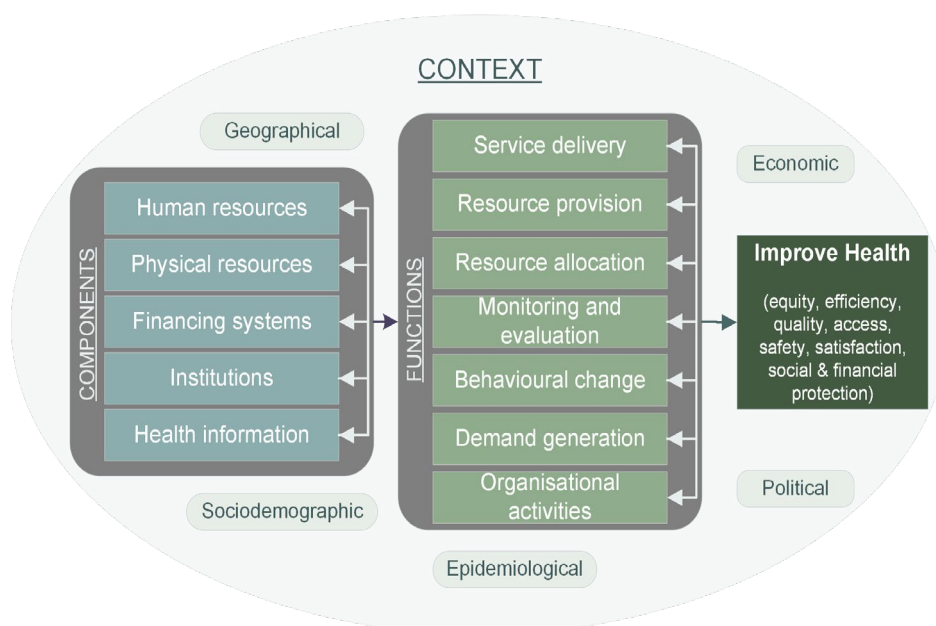 CONTEXT
Geographical
COMPONENTS
Human resources
Physical resources
Financing systems
Institutions
Health information
Sociodemographic
FUNCTIONS
Service delivery
Resource provision
Resource allocation
Monitoring and
evaluation
Behavioural change
Demand generation
Organisational
activities
Epidemiological
Economic
Improve Health
(equity, efficiency,
quality, access,
safety, satisfaction,
social & financial
protection)
Political